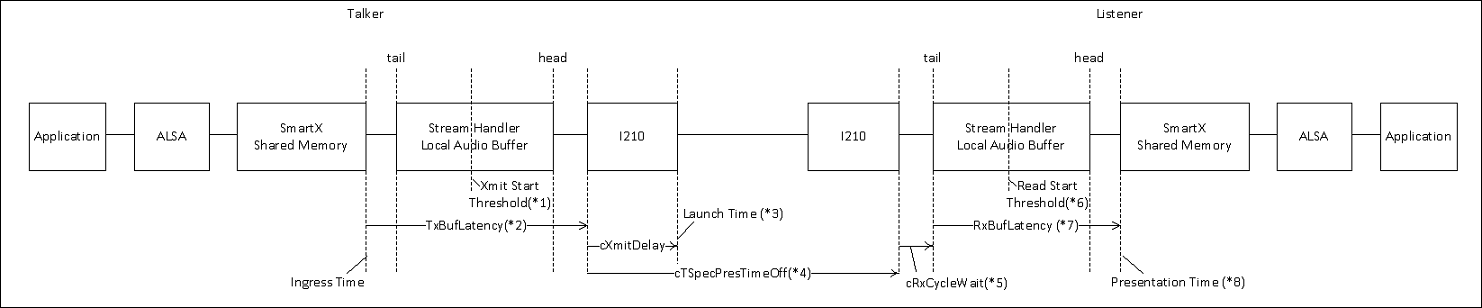 Talker
Listener
tail
head
tail
head
Application
ALSA
SmartX
Shared Memory
Stream Handler
Local Audio Buffer
I210
I210
Stream Handler
Local Audio Buffer
SmartX
Shared Memory
ALSA
Application
Xmit Start
Threshold(*1)
Read Start
Threshold(*6)
TxBufLatency(*2)
Launch Time (*3)
RxBufLatency (*7)
cXmitDelay
cTSpecPresTimeOff(*4)
Ingress Time
cRxCycleWait(*5)
Presentation Time (*8)